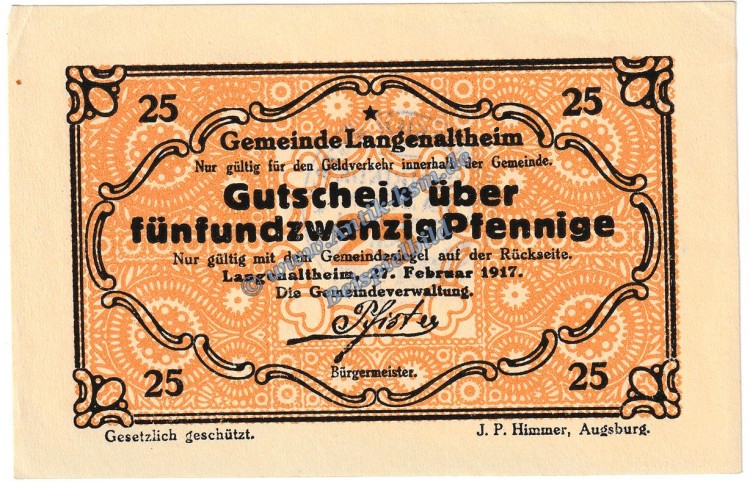 25 25
Gemeinde Langenaltheim
Nur gültig für den Geldverkehr innerhalb der Gemeinde.
Gutschein über
fünfundzwanzig Pfennige
Nur gültig mit dem Gemeindesiegel auf der Rückseite.
Langenaltheim, 27. Februar 1917.
Die Gemeindeverwaltung.
Pfister
Bürgermeister.
25 25
Gesetzlich geschützt. J. P. Himmer, Augsburg.